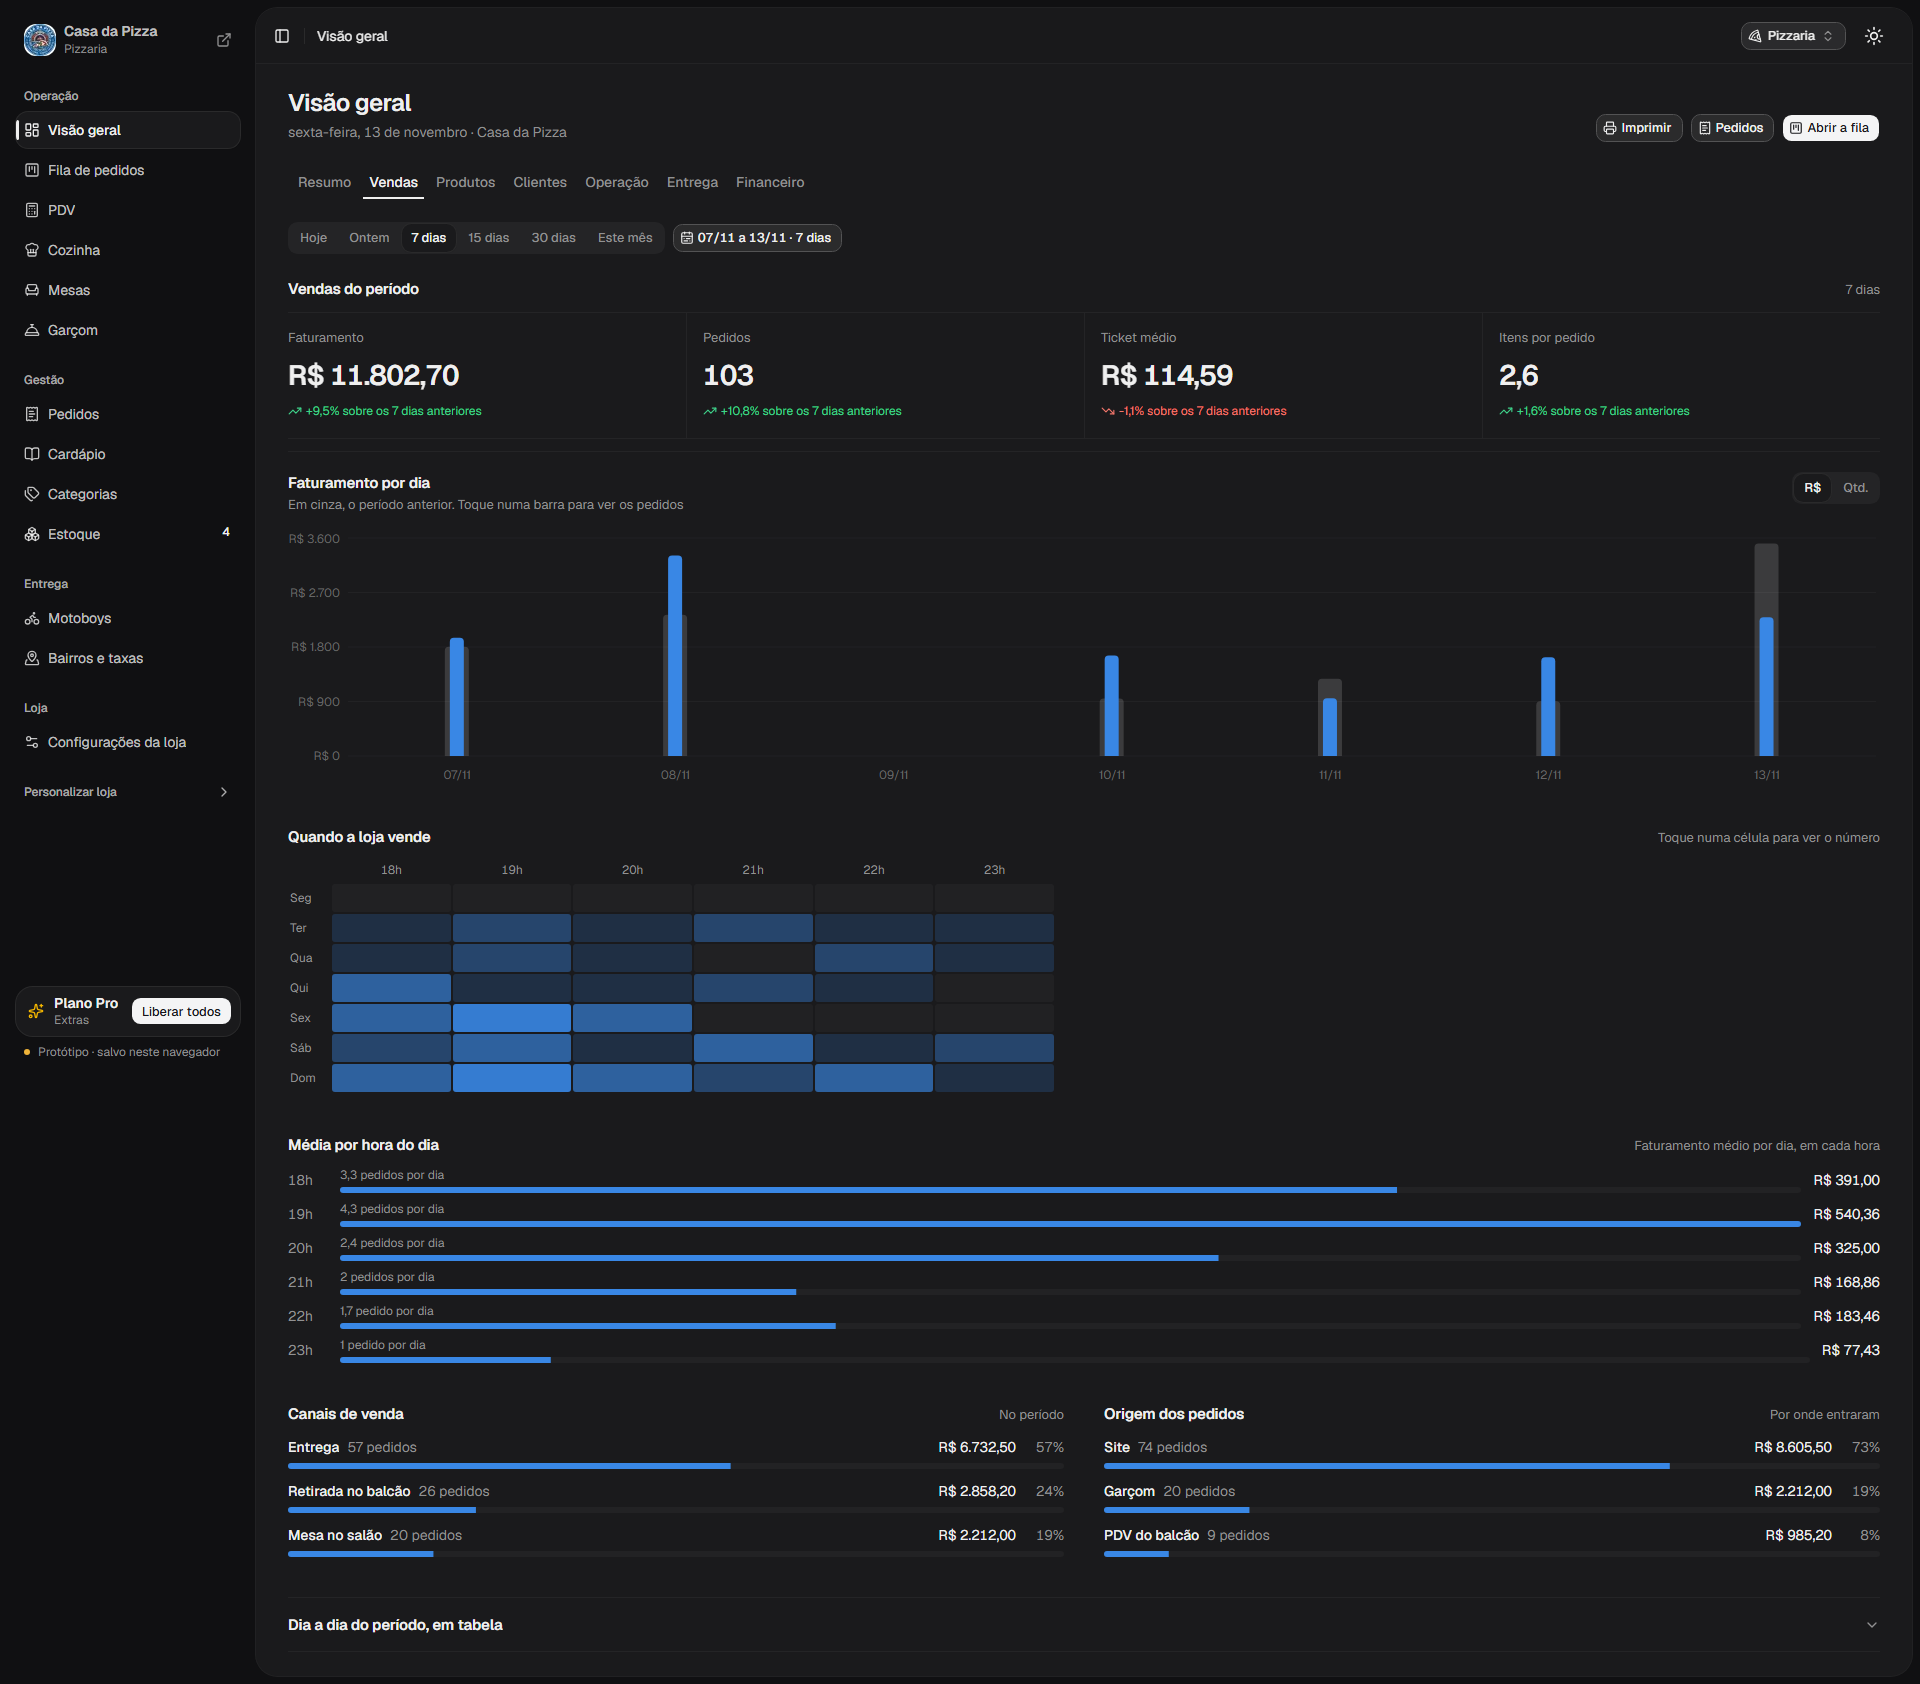 Casa da Pizza
Pizzaria
Operação
Visão geral
Fila de pedidos
PDV
Cozinha
Mesas
Garçom
Gestão
Pedidos
Cardápio
Categorias
Estoque 4
Entrega
Motoboys
Bairros e taxas
Loja
Configurações da loja
Personalizar loja
Plano Pro
Extras
Liberar todos
Protótipo · salvo neste navegador
Visão geral
Pizzaria
Visão geral
sexta-feira, 13 de novembro · Casa da Pizza
Imprimir Pedidos Abrir a fila
Resumo Vendas Produtos Clientes Operação Entrega Financeiro
Hoje Ontem 7 dias 15 dias 30 dias Este mês 07/11 a 13/11 · 7 dias
Vendas do período 7 dias
Faturamento Pedidos Ticket médio Itens por pedido
R$ 11.802,70 103 R$ 114,59 2,6
+9,5% sobre os 7 dias anteriores +10,8% sobre os 7 dias anteriores -1,1% sobre os 7 dias anteriores +1,6% sobre os 7 dias anteriores
Faturamento por dia
Em cinza, o período anterior. Toque numa barra para ver os pedidos
R$ Qtd.
R$ 3.600
R$ 2.700
R$ 1.800
R$ 900
R$ 0
07/11 08/11 09/11 10/11 11/11 12/11 13/11
Quando a loja vende Toque numa célula para ver o número
18h 19h 20h 21h 22h 23h
Seg
Ter
Qua
Qui
Sex
Sáb
Dom
Média por hora do dia Faturamento médio por dia, em cada hora
18h 3,3 pedidos por dia R$ 391,00
19h 4,3 pedidos por dia R$ 540,36
20h 2,4 pedidos por dia R$ 325,00
21h 2 pedidos por dia R$ 168,86
22h 1,7 pedido por dia R$ 183,46
23h 1 pedido por dia R$ 77,43
Canais de venda No período
Entrega 57 pedidos R$ 6.732,50 57%
Retirada no balcão 26 pedidos R$ 2.858,20 24%
Mesa no salão 20 pedidos R$ 2.212,00 19%
Origem dos pedidos Por onde entraram
Site 74 pedidos R$ 8.605,50 73%
Garçom 20 pedidos R$ 2.212,00 19%
PDV do balcão 9 pedidos R$ 985,20 8%
Dia a dia do período, em tabela